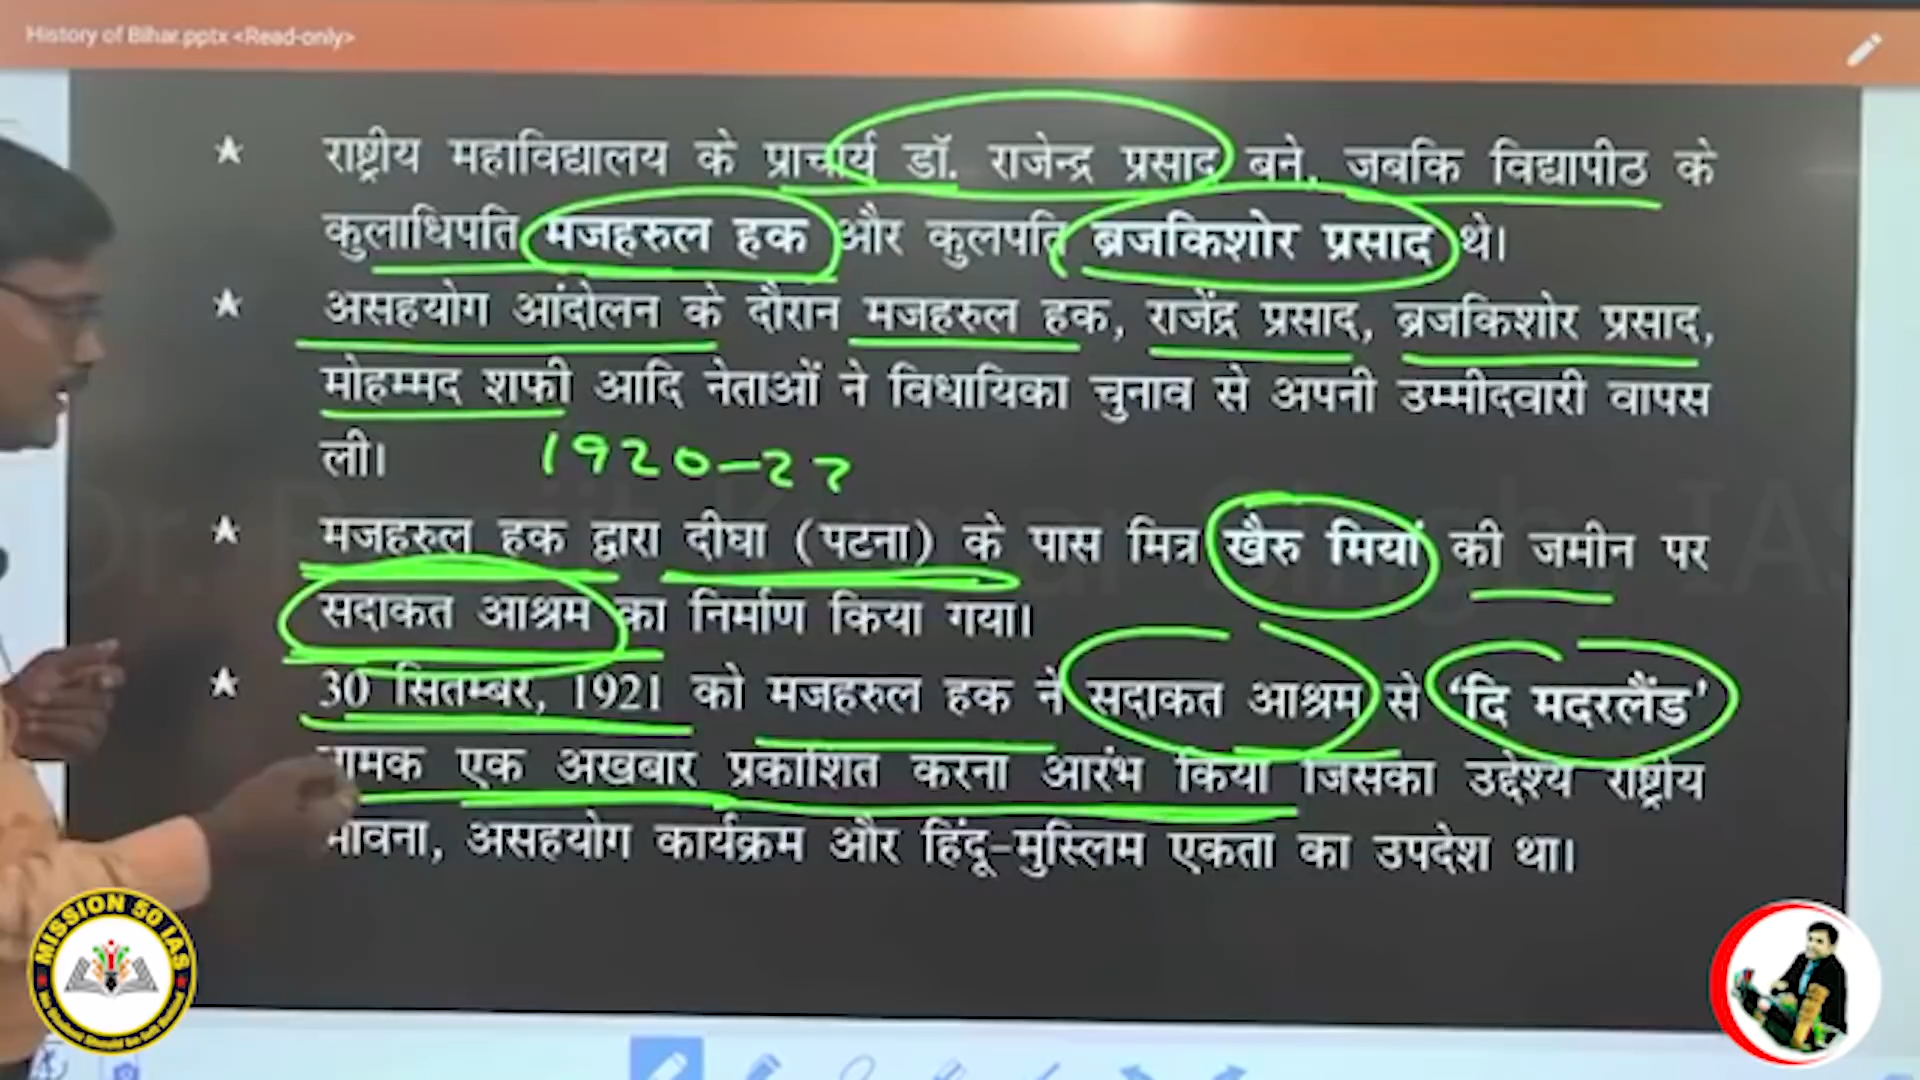 History of Bihar.pptx <Read-only>
★ राष्ट्रीय महाविद्यालय के प्राचार्य डॉ. राजेन्द्र प्रसाद बने, जबकि विद्यापीठ के
कुलाधिपति मजहरुल हक और कुलपति ब्रजकिशोर प्रसाद थे।
★ असहयोग आंदोलन के दौरान मजहरुल हक, राजेंद्र प्रसाद, ब्रजकिशोर प्रसाद,
मोहम्मद शफी आदि नेताओं ने विधायिका चुनाव से अपनी उम्मीदवारी वापस
ली। 1920-22
★ मजहरुल हक द्वारा दीघा (पटना) के पास मित्र खैरु मियां की जमीन पर
सदाकत आश्रम का निर्माण किया गया।
★ 30 सितम्बर, 1921 को मजहरुल हक ने सदाकत आश्रम से ‘दि मदरलैंड’
नामक एक अखबार प्रकाशित करना आरंभ किया जिसका उद्देश्य राष्ट्रीय
भावना, असहयोग कार्यक्रम और हिंदू-मुस्लिम एकता का उपदेश था।
MISSION 50 IAS